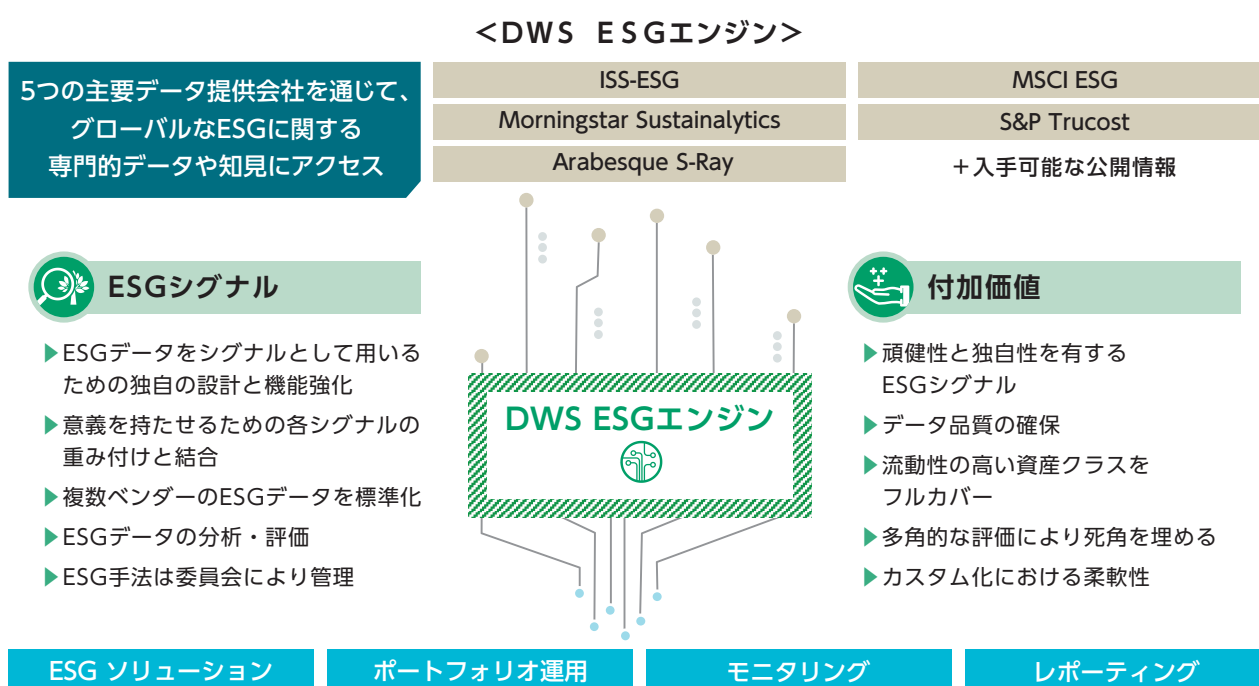 ＜DWS ESGエンジン＞
5つの主要データ提供会社を通じて、
グローバルなESGに関する
専門的データや知見にアクセス
ISS-ESG
MSCI ESG
Morningstar Sustainalytics
S&P Trucost
Arabesque S-Ray
＋入手可能な公開情報
ESGシグナル
▶ESGデータをシグナルとして用いる
ための独自の設計と機能強化
▶意義を持たせるための各シグナルの
重み付けと結合
▶複数ベンダーのESGデータを標準化
▶ESGデータの分析・評価
▶ESG手法は委員会により管理
DWS ESGエンジン
付加価値
▶頑健性と独自性を有する
ESGシグナル
▶データ品質の確保
▶流動性の高い資産クラスを
フルカバー
▶多角的な評価により死角を埋める
▶カスタム化における柔軟性
ESG ソリューション
ポートフォリオ運用
モニタリング
レポーティング